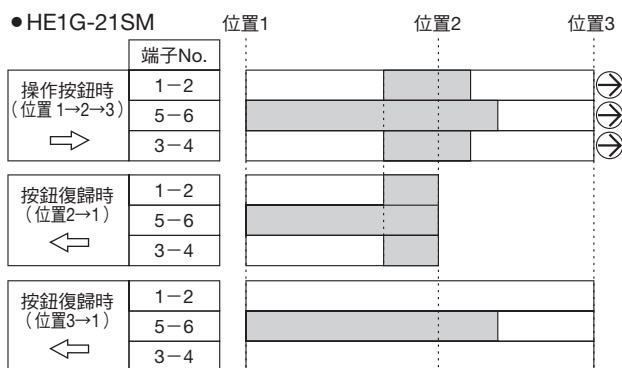 ●HE1G-21SM
位置1 位置2 位置3
端子No.
操作按鈕時
(位置 1→2→3)
1−2
5−6
3−4
按鈕復歸時
(位置2→1)
1−2
5−6
3−4
按鈕復歸時
(位置3→1)
1−2
5−6
3−4